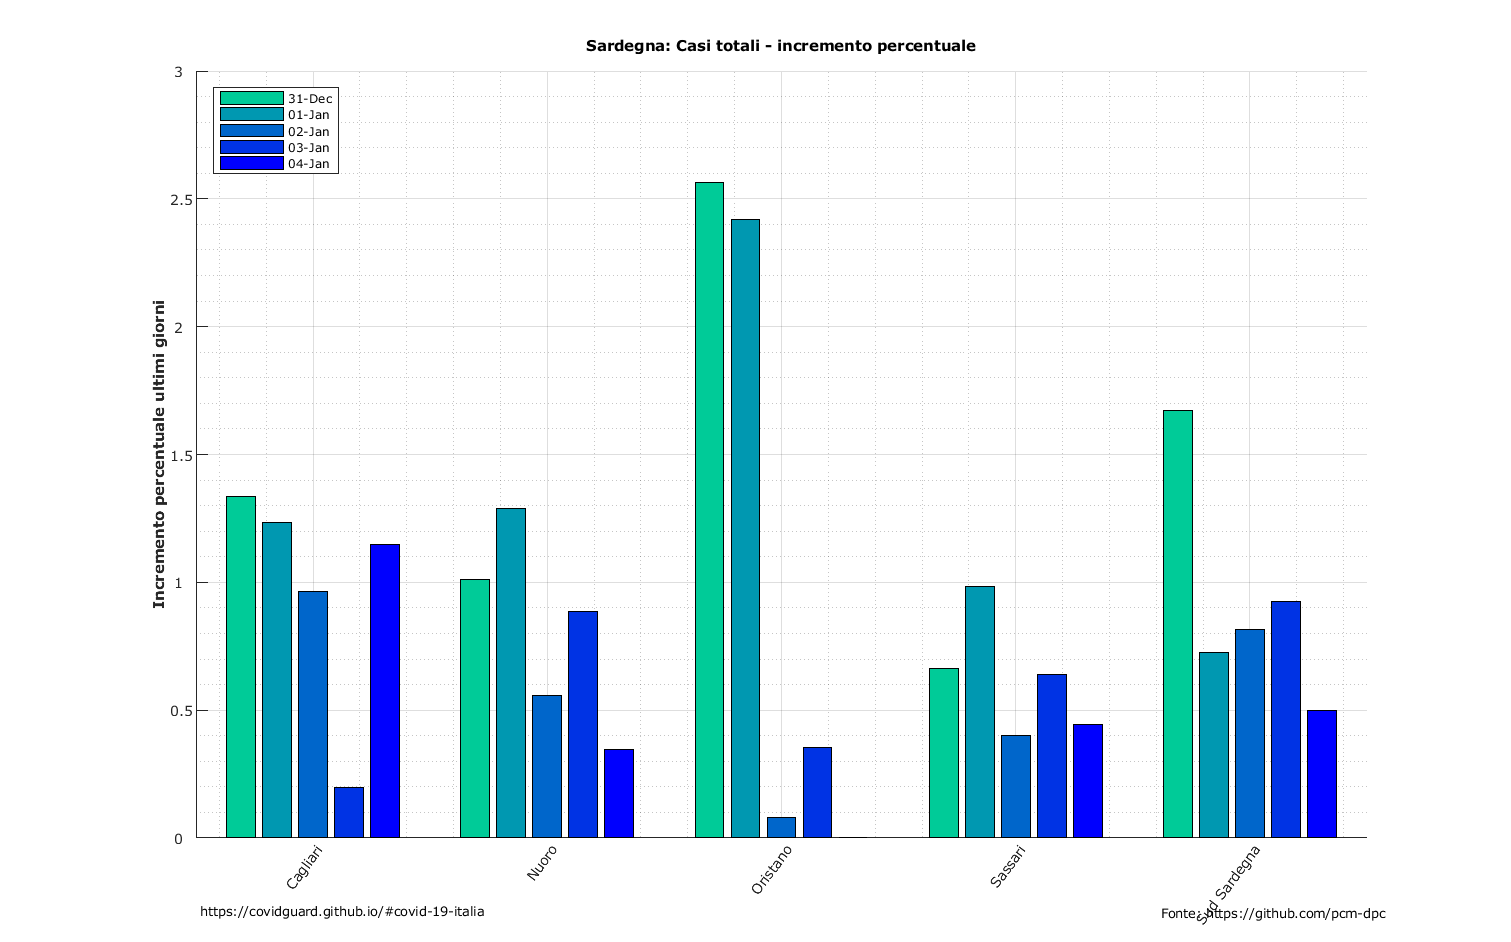 Sardegna: Casi totali - incremento percentuale
Incremento percentuale ultimi giorni
3
2.5
2
1.5
1
0.5
0
31-Dec
01-Jan
02-Jan
03-Jan
04-Jan
Cagliari
Nuoro
Oristano
Sassari
Sud Sardegna
https://covidguard.github.io/#covid-19-italia
Fonte: https://github.com/pcm-dpc